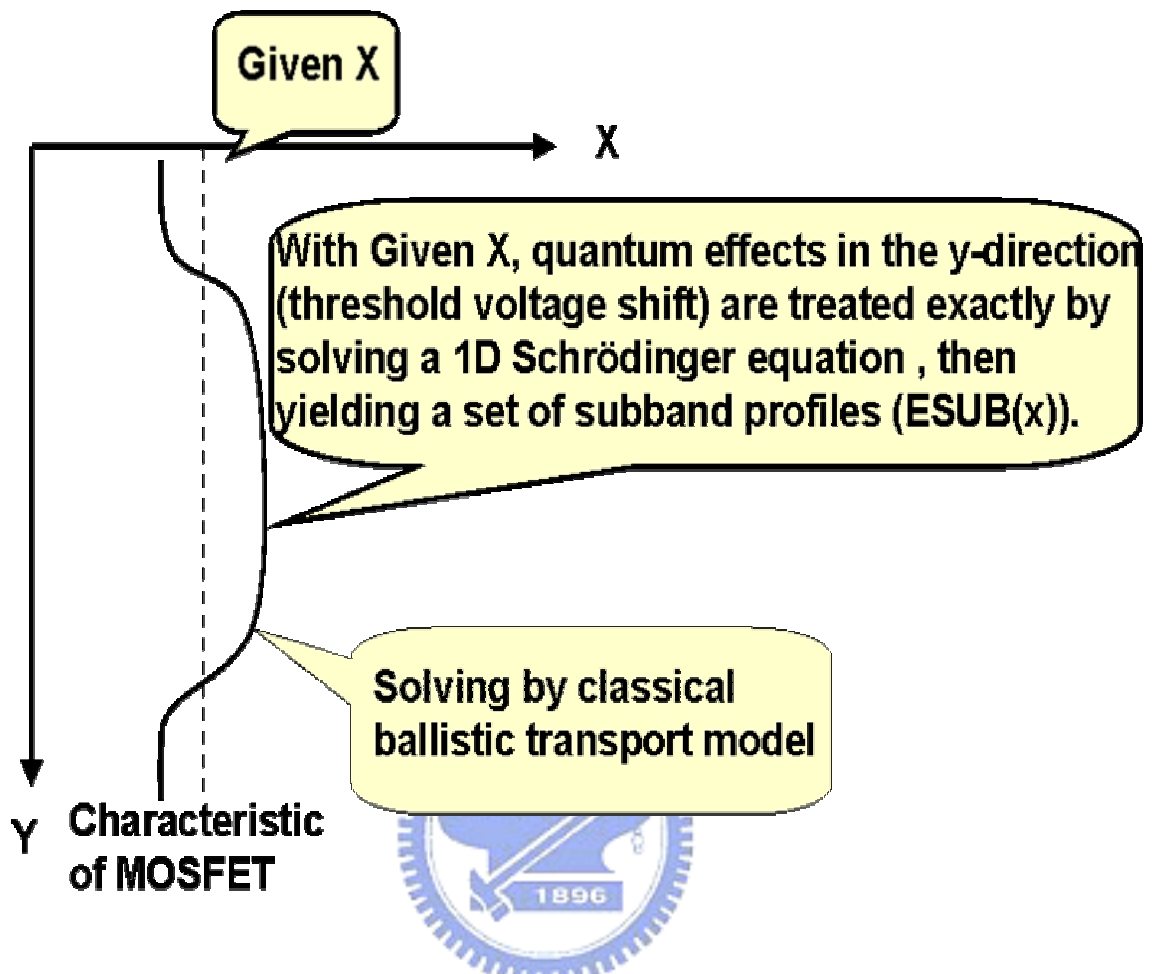 Given X
X
With Given X, quantum effects in the y-direction
(threshold voltage shift) are treated exactly by
solving a 1D Schrödinger equation , then
yielding a set of subband profiles (ESUB(x)).
Solving by classical
ballistic transport model
Y
Characteristic
of MOSFET
1896